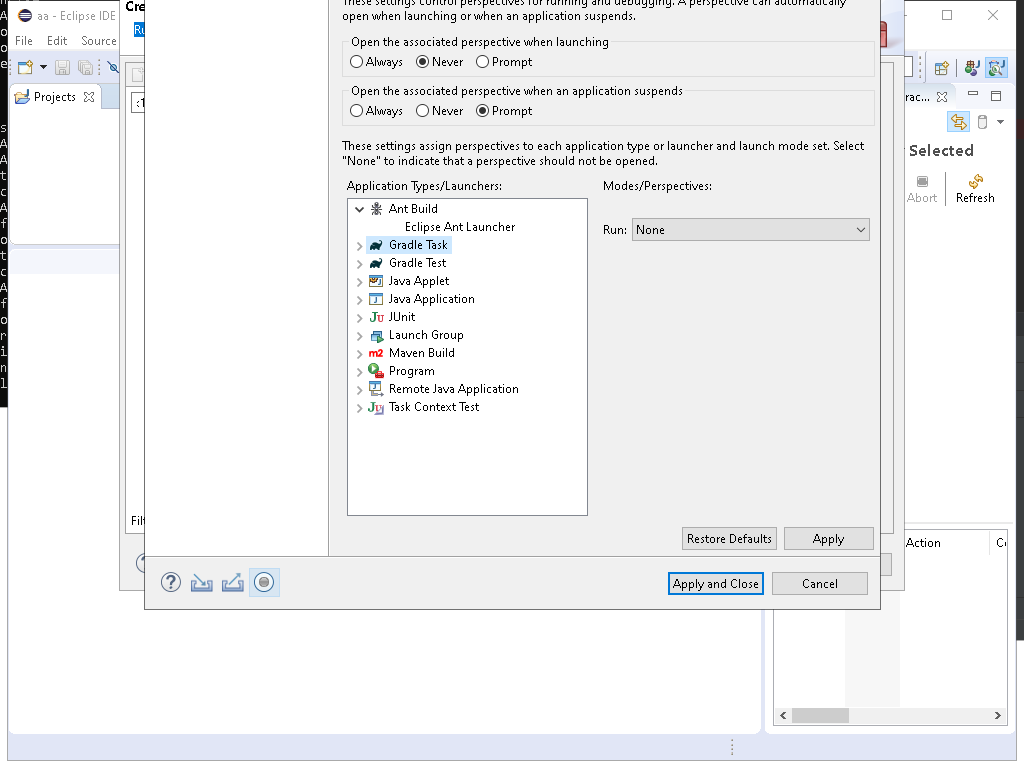 These settings control perspectives for running and debugging. A perspective can automatically
aa - Eclipse IDE
Cre
open when launching or when an application suspends.
File Edit Source
Open the associated perspective when launching
Always Never Prompt
Projects
Open the associated perspective when an application suspends
Always Never Prompt
These settings assign perspectives to each application type or launcher and launch mode set. Select
"None" to indicate that a perspective should not be opened.
Selected
Application Types/Launchers:
Modes/Perspectives:
Abort Refresh
Ant Build
Eclipse Ant Launcher
Run: None
Gradle Task
Gradle Test
Java Applet
Java Application
JUnit
Launch Group
Maven Build
Program
Remote Java Application
Task Context Test
Restore Defaults Apply
Action
Apply and Close Cancel